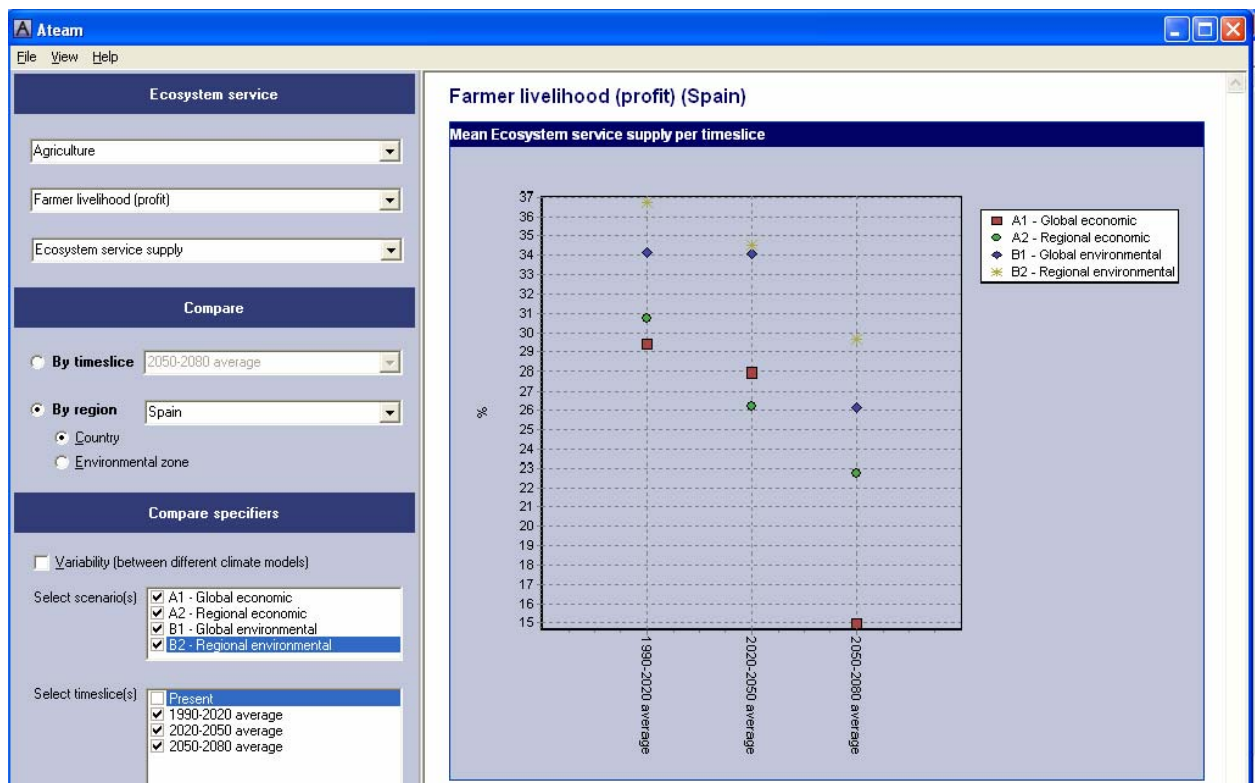 Ateam
File View Help
Ecosystem service
Agriculture
Farmer livelihood (profit)
Ecosystem service supply
Compare
By timeslice 2050-2080 average
By region Spain
Country
Environmental zone
Compare specifiers
Variability (between different climate models)
Select scenario(s) A1 - Global economic
A2 - Regional economic
B1 - Global environmental
B2 - Regional environmental
Select timeslice(s) Present
1990-2020 average
2020-2050 average
2050-2080 average
Farmer livelihood (profit) (Spain)
Mean Ecosystem service supply per timeslice
37
36
35
34
33
32
31
30
29
28
27
26
25
24
23
22
21
20
19
18
17
16
15
%
1990-2020 average
2020-2050 average
2050-2080 average
A1 - Global economic
A2 - Regional economic
B1 - Global environmental
B2 - Regional environmental